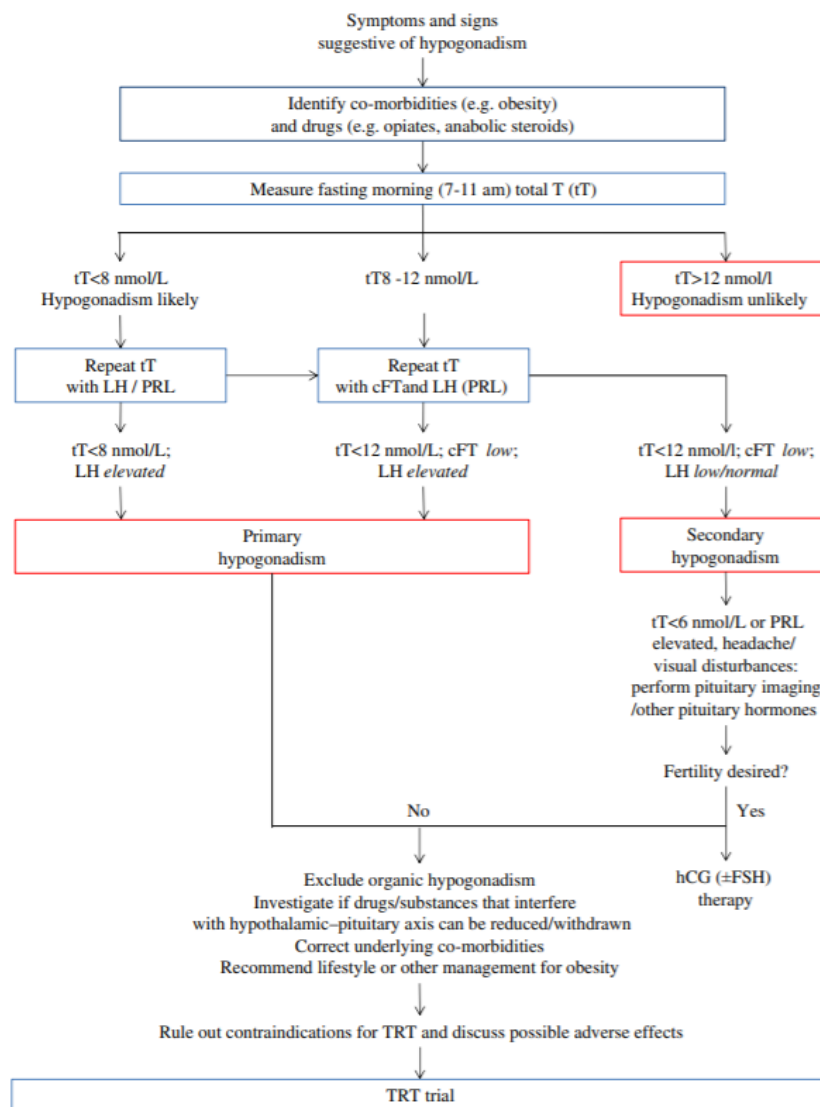 Symptoms and signs
suggestive of hypogonadism
Identify co-morbidities (e.g. obesity)
and drugs (e.g. opiates, anabolic steroids)
Measure fasting morning (7-11 am) total T (tT)
tT<8 nmol/L
Hypogonadism likely
tT8 -12 nmol/L
tT>12 nmol/l
Hypogonadism unlikely
Repeat tT
with LH / PRL
Repeat tT
with cFTand LH (PRL)
tT<8 nmol/L;
LH elevated
tT<12 nmol/L; cFT low;
LH elevated
tT<12 nmol/l; cFT low;
LH low/normal
Primary
hypogonadism
Secondary
hypogonadism
tT<6 nmol/L or PRL
elevated, headache/
visual disturbances:
perform pituitary imaging
/other pituitary hormones
Fertility desired?
No
Yes
Exclude organic hypogonadism
Investigate if drugs/substances that interfere
with hypothalamic–pituitary axis can be reduced/withdrawn
Correct underlying co-morbidities
Recommend lifestyle or other management for obesity
hCG (±FSH)
therapy
Rule out contraindications for TRT and discuss possible adverse effects
TRT trial